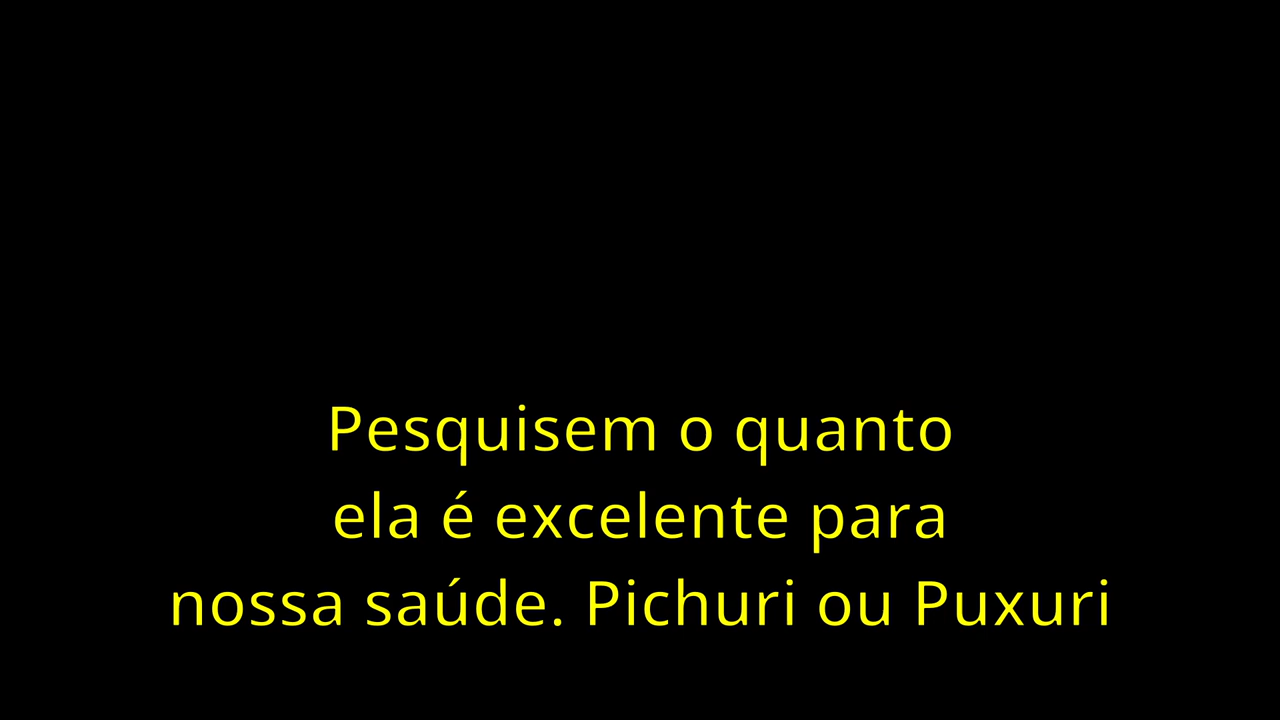 Pesquisem o quanto
ela é excelente para
nossa saúde. Pichuri ou Puxuri